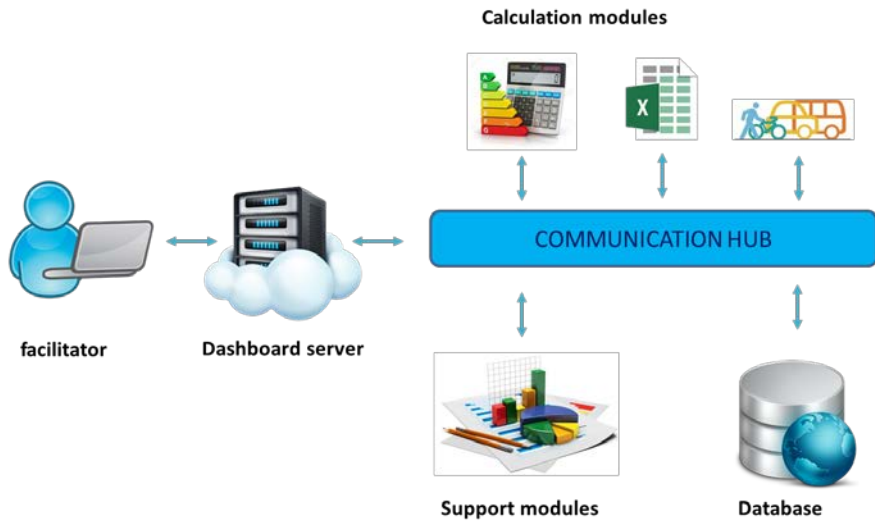 Calculation modules
COMMUNICATION HUB
facilitator
Dashboard server
Support modules
Database